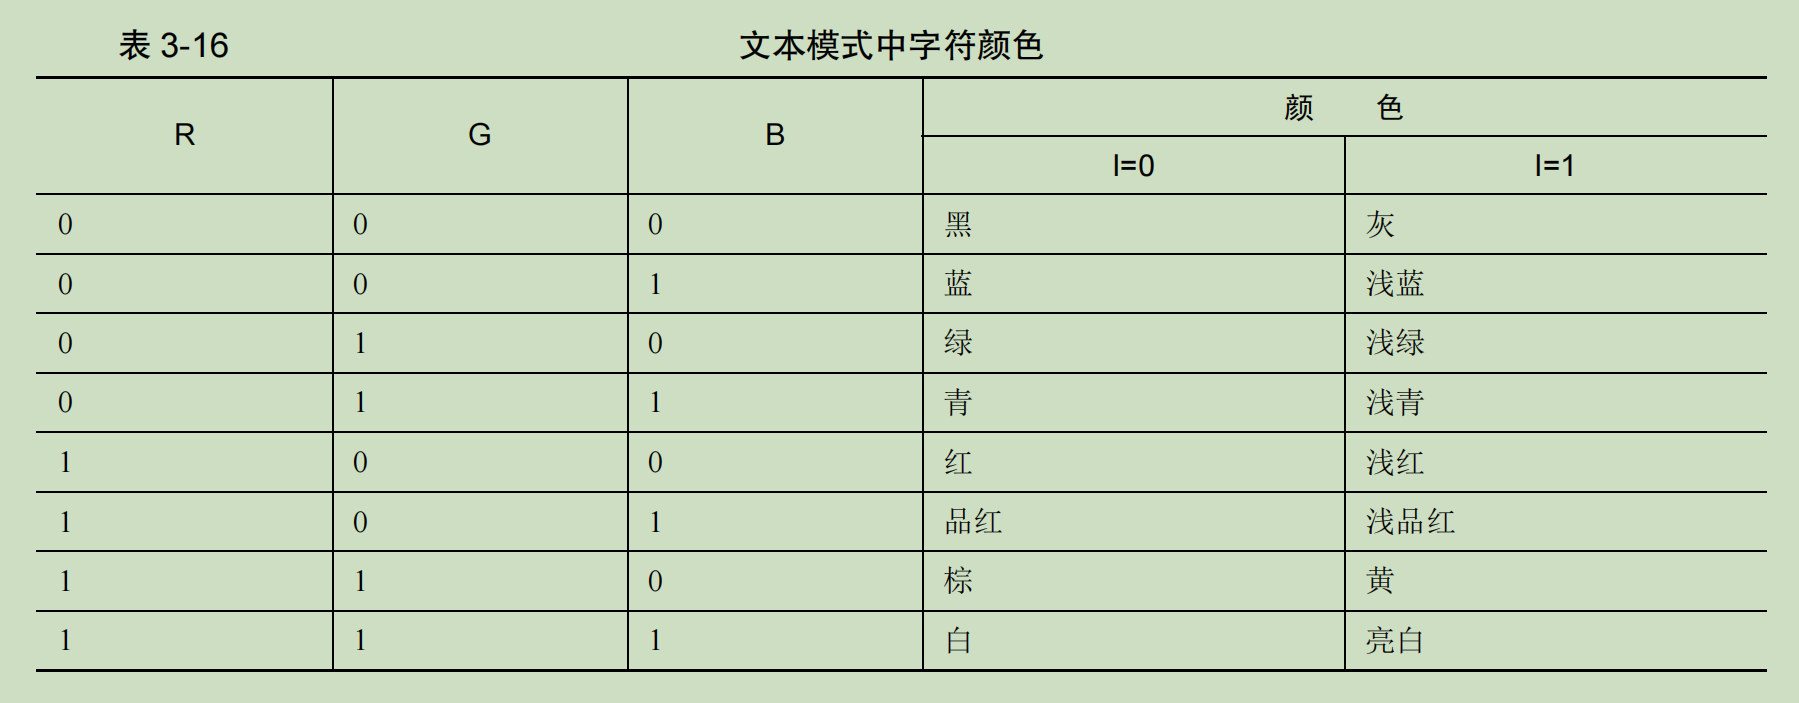 表 3-16 文本模式中字符颜色
R G B 颜 色
I=0 I=1
0 0 0 黑 灰
0 0 1 蓝 浅蓝
0 1 0 绿 浅绿
0 1 1 青 浅青
1 0 0 红 浅红
1 0 1 品红 浅品红
1 1 0 棕 黄
1 1 1 白 亮白